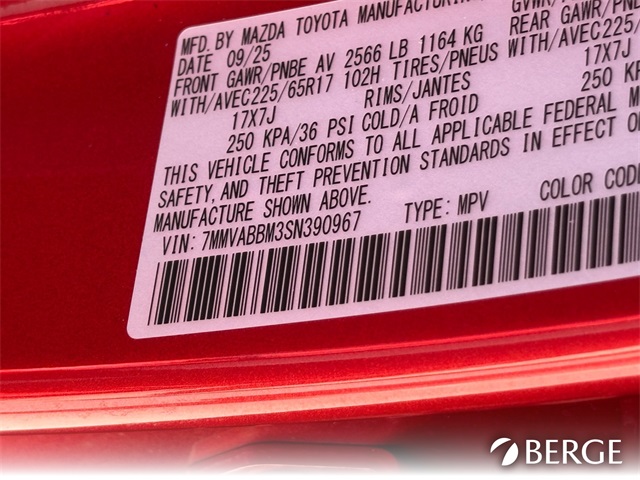 MFD. BY MAZDA TOYOTA MANUFACTURIN
DATE 09/25
GVWR/
FRONT GAWR/PNBE AV 2566 LB 1164 KG
REAR GAWR/PNB
WITH/AVEC225/65R17 102H TIRES/PNEUS
WITH/AVEC225
17X7J
RIMS/JANTES
17X7J
250 KPA/36 PSI COLD/A FROID
250 KP
THIS VEHICLE CONFORMS TO ALL APPLICABLE FEDERAL M
SAFETY, AND THEFT PREVENTION STANDARDS IN EFFECT O
MANUFACTURE SHOWN ABOVE.
VIN: 7MMVABBM3SN390967
TYPE: MPV
COLOR CODE
BERGE